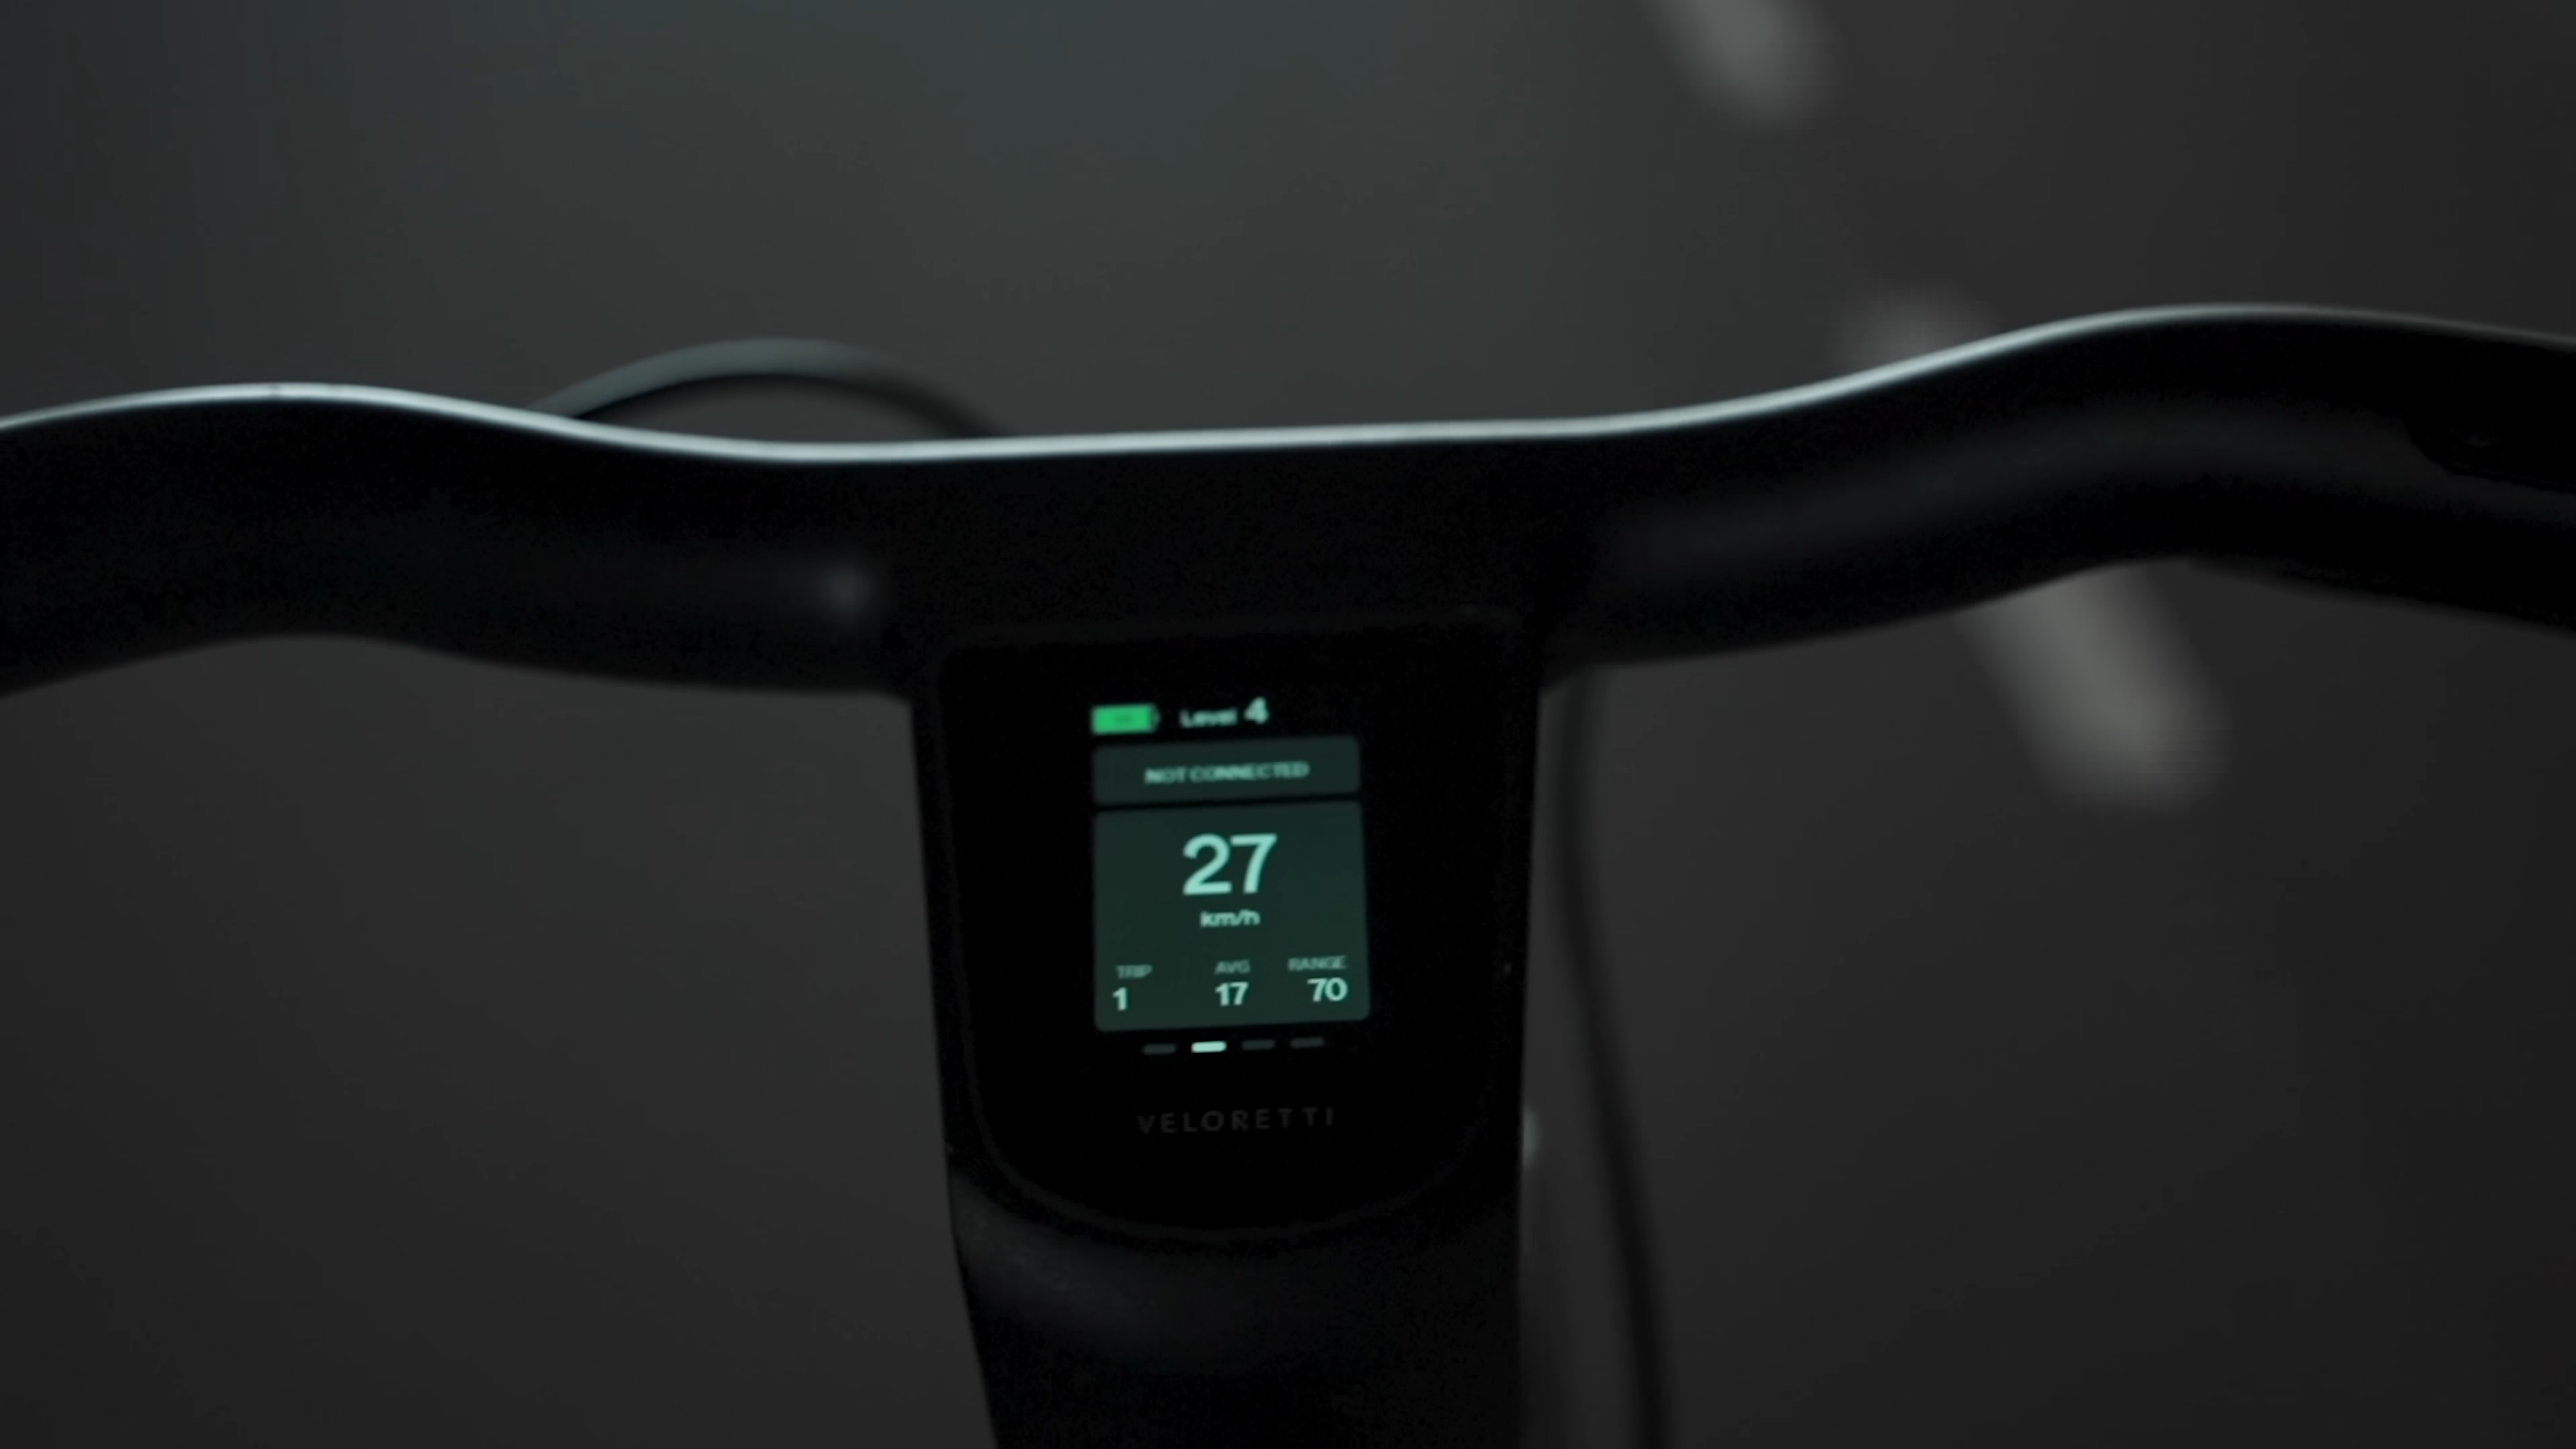 Level 4
NOT CONNECTED
27
km/h
TRIP AVG RANGE
1 17 70
VELORETTI